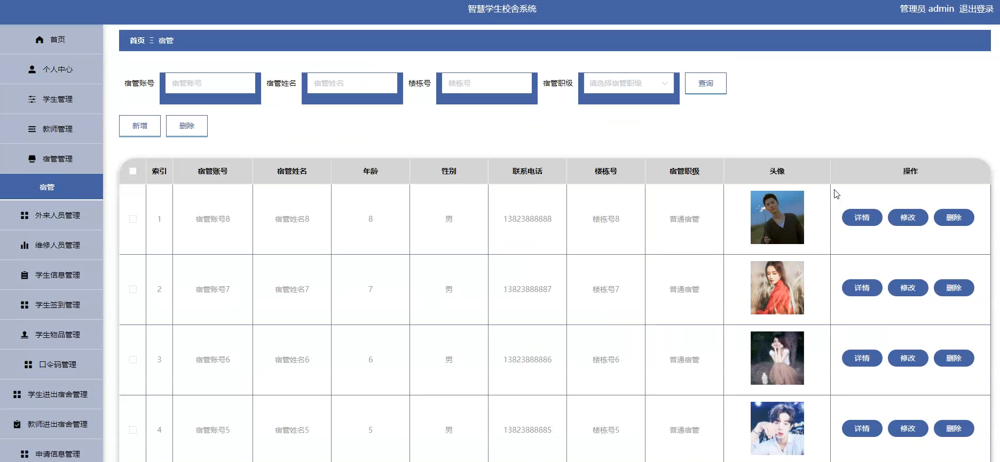 智慧学生校舍系统
管理员 admin 退出登录
首页
个人中心
学生管理
教师管理
宿管管理
宿管
外来人员管理
维修人员管理
学生信息管理
学生签到管理
学生物品管理
口令码管理
学生进出宿舍管理
教师进出宿舍管理
申请信息管理
首页 Ξ 宿管
宿管账号 宿管账号 宿管姓名 宿管姓名 楼栋号 楼栋号 宿管职级 请选择宿管职级 查询
新增 删除
索引 宿管账号 宿管姓名 年龄 性别 联系电话 楼栋号 宿管职级 头像 操作
1 宿管账号8 宿管姓名8 8 男 13823888888 楼栋号8 普通宿管 详情 修改 删除
2 宿管账号7 宿管姓名7 7 男 13823888887 楼栋号7 普通宿管 详情 修改 删除
3 宿管账号6 宿管姓名6 6 男 13823888886 楼栋号6 普通宿管 详情 修改 删除
4 宿管账号5 宿管姓名5 5 男 13823888885 楼栋号5 普通宿管 详情 修改 删除